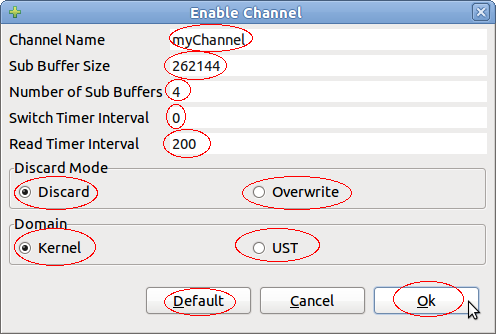 Enable Channel
Channel Name myChannel
Sub Buffer Size 262144
Number of Sub Buffers 4
Switch Timer Interval 0
Read Timer Interval 200
Discard Mode
Discard Overwrite
Domain
Kernel UST
Default Cancel Ok